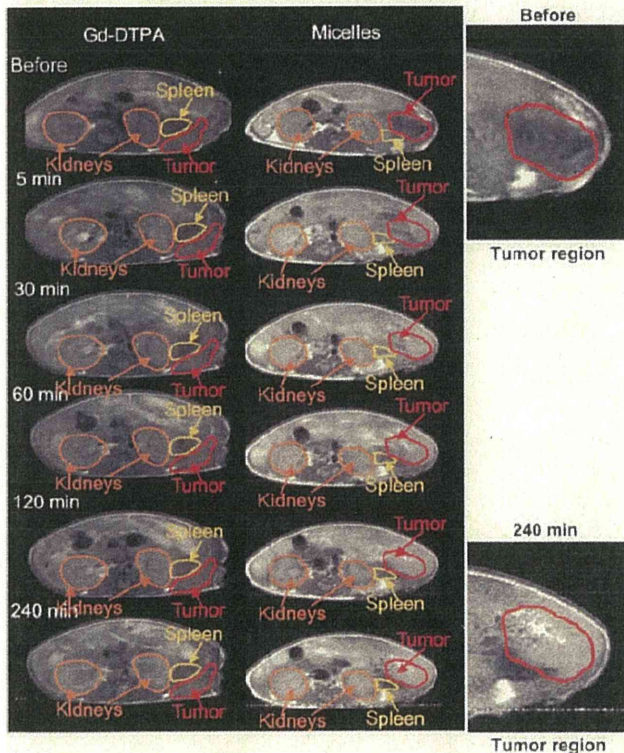 Gd-DTPA Micelles
Before
Spleen
Kidneys
Tumor
Tumor
Kidneys
Spleen
5 min
Spleen
Kidneys
Tumor
Tumor
Kidneys
Spleen
30 min
Spleen
Kidneys
Tumor
Tumor
Kidneys
Spleen
60 min
Spleen
Kidneys
Tumor
Tumor
Kidneys
Spleen
120 min
Spleen
Kidneys
Tumor
Tumor
Kidneys
Spleen
240 min
Spleen
Kidneys
Tumor
Tumor
Kidneys
Spleen
Before
Tumor region
240 min
Tumor region